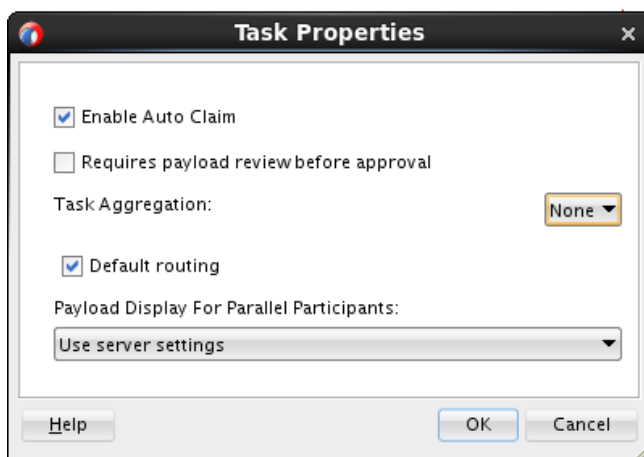 Task Properties
Enable Auto Claim
Requires payload review before approval
Task Aggregation:
None
Default routing
Payload Display For Parallel Participants:
Use server settings
Help
OK
Cancel